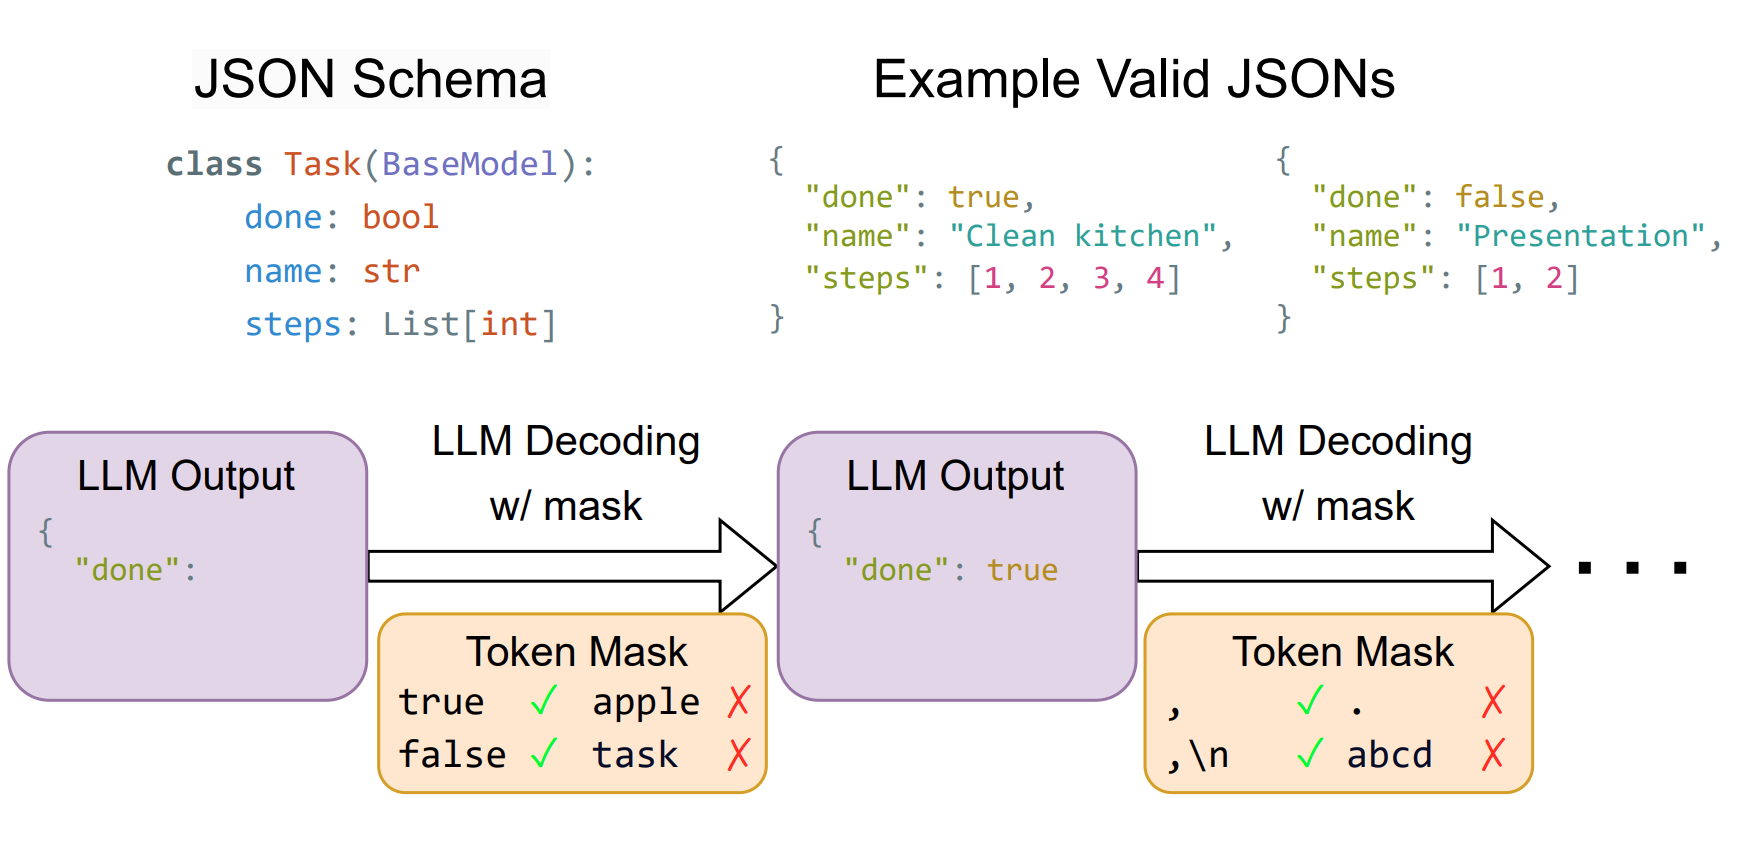 JSON Schema
class Task(BaseModel):
    done: bool
    name: str
    steps: List[int]
Example Valid JSONs
{
  "done": true,
  "name": "Clean kitchen",
  "steps": [1, 2, 3, 4]
}
{
  "done": false,
  "name": "Presentation",
  "steps": [1, 2]
}
LLM Output
{
  "done":
LLM Decoding
w/ mask
Token Mask
true ✓ apple ✗
false ✓ task ✗
LLM Output
{
  "done": true
LLM Decoding
w/ mask
Token Mask
, ✓ . ✗
,\n ✓ abcd ✗
. . .